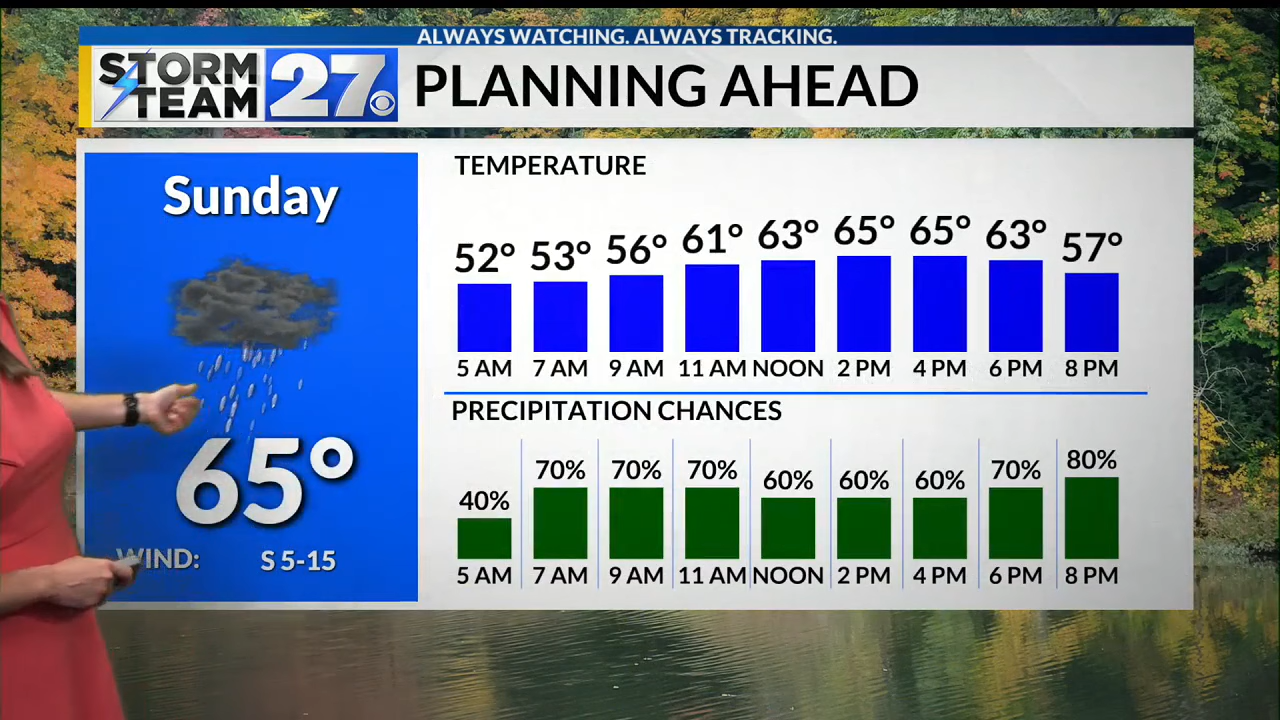 ALWAYS WATCHING. ALWAYS TRACKING.
STORM
TEAM
27
PLANNING AHEAD
Sunday
65°
WIND: S 5-15
TEMPERATURE
52° 53° 56° 61° 63° 65° 65° 63° 57°
5 AM 7 AM 9 AM 11 AM NOON 2 PM 4 PM 6 PM 8 PM
PRECIPITATION CHANCES
40% 70% 70% 70% 60% 60% 60% 70% 80%
5 AM 7 AM 9 AM 11 AM NOON 2 PM 4 PM 6 PM 8 PM